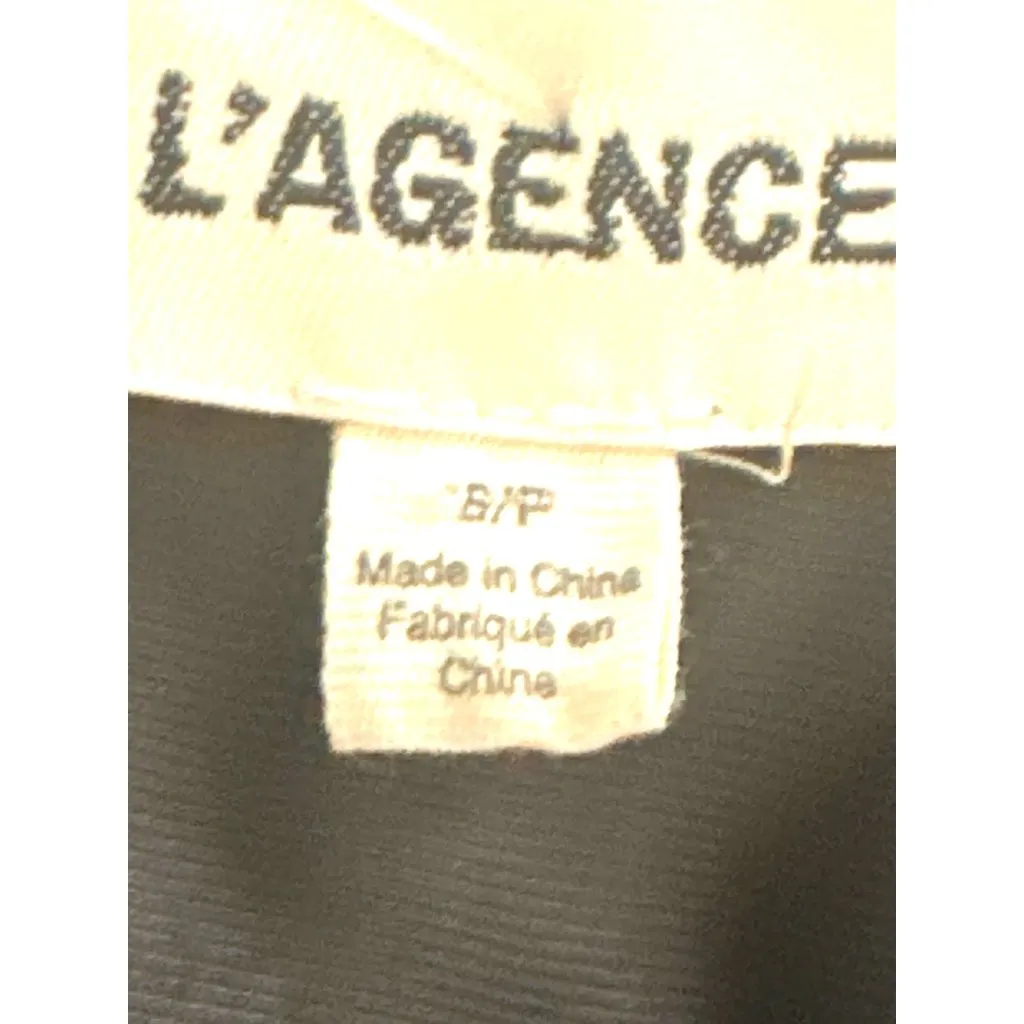 L'AGENCE
S/P
Made in China
Fabriqué en
Chine